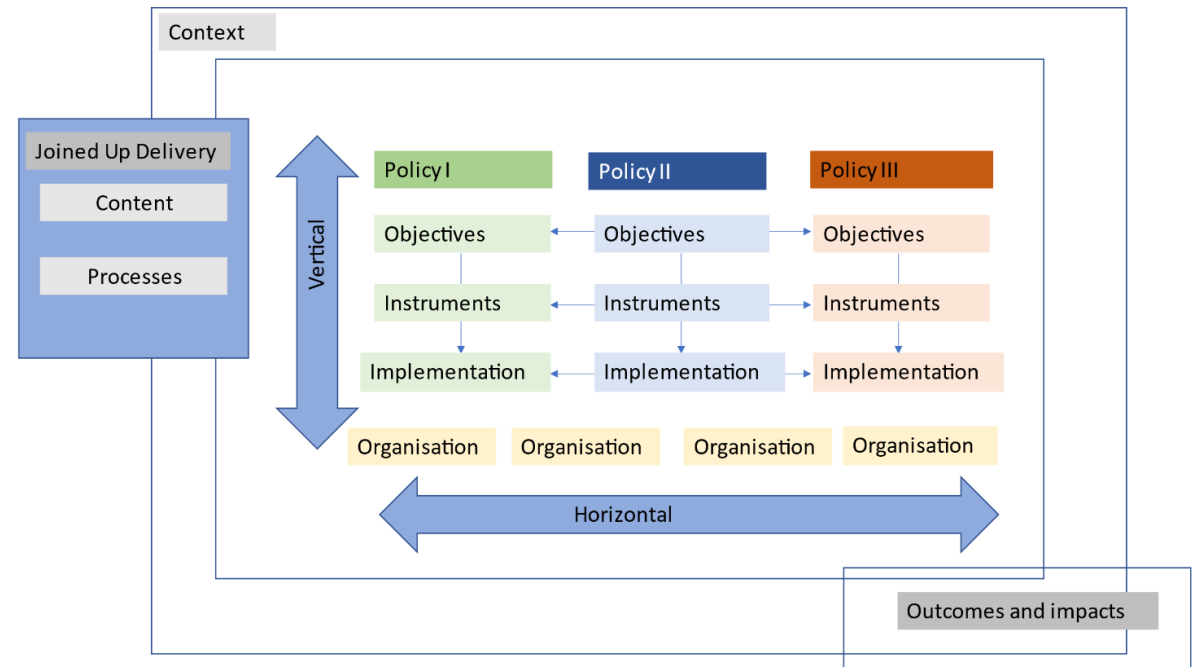 Context
Joined Up Delivery
Content
Processes
Vertical
Policy I
Policy II
Policy III
Objectives
Objectives
Objectives
Instruments
Instruments
Instruments
Implementation
Implementation
Implementation
Organisation
Organisation
Organisation
Organisation
Horizontal
Outcomes and impacts